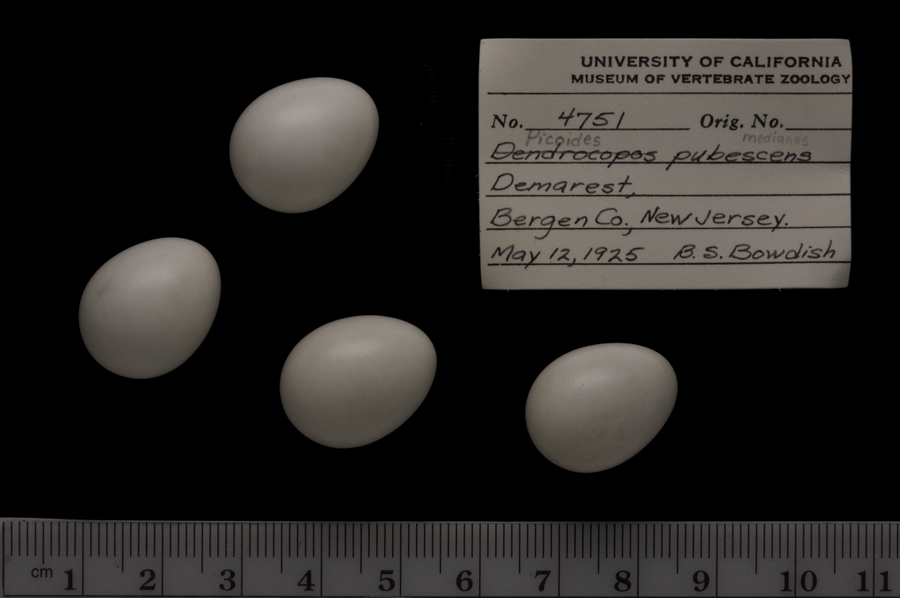 UNIVERSITY OF CALIFORNIA
MUSEUM OF VERTEBRATE ZOOLOGY
No. 4751 Orig. No.
Picoides medianus
Dendrocopos pubescens
Demarest,
Bergen Co., New Jersey.
May 12, 1925 B. S. Bowdish
cm 1 2 3 4 5 6 7 8 9 10 11